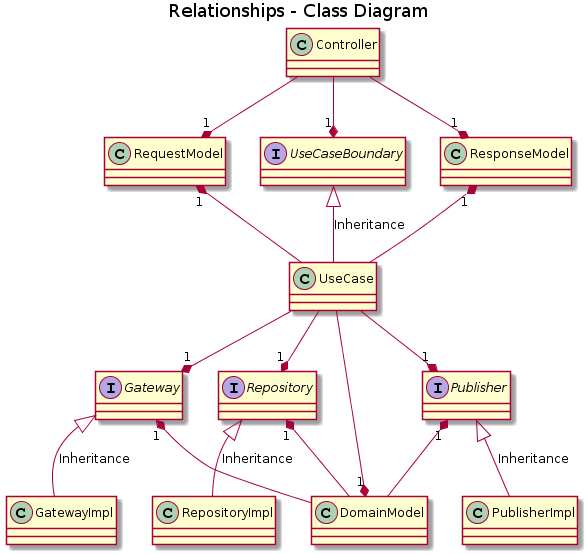 Relationships - Class Diagram
C Controller
1 1 1
C RequestModel
I UseCaseBoundary
C ResponseModel
1 1
Inheritance
C UseCase
1 1 1
I Gateway
I Repository
I Publisher
1 1 1
Inheritance
Inheritance
Inheritance
1
C GatewayImpl
C RepositoryImpl
C DomainModel
C PublisherImpl